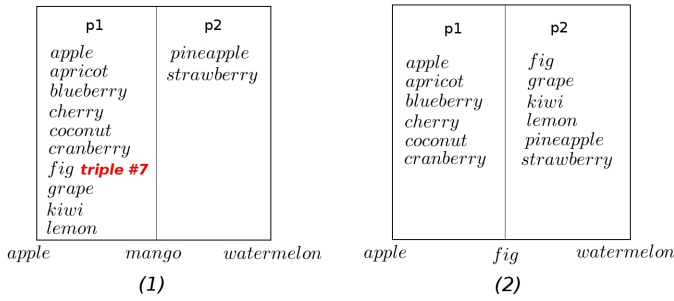 p1
p2
apple
apricot
blueberry
cherry
coconut
cranberry
fig triple #7
grape
kiwi
lemon
pineapple
strawberry
apple
mango
watermelon
(1)
p1
p2
apple
apricot
blueberry
cherry
coconut
cranberry
fig
grape
kiwi
lemon
pineapple
strawberry
apple
fig
watermelon
(2)